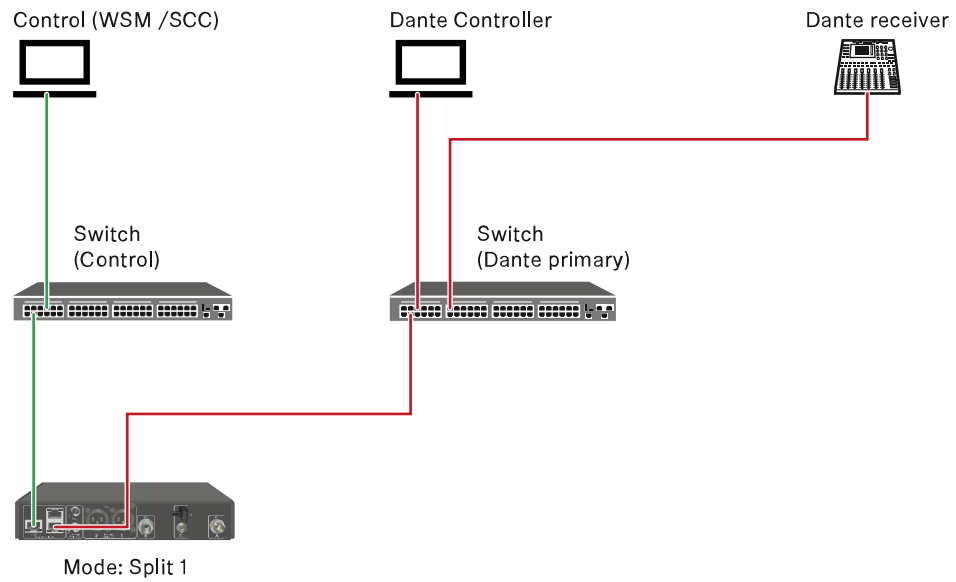 Control (WSM /SCC)
Dante Controller
Dante receiver
Switch
(Control)
Switch
(Dante primary)
Mode: Split 1